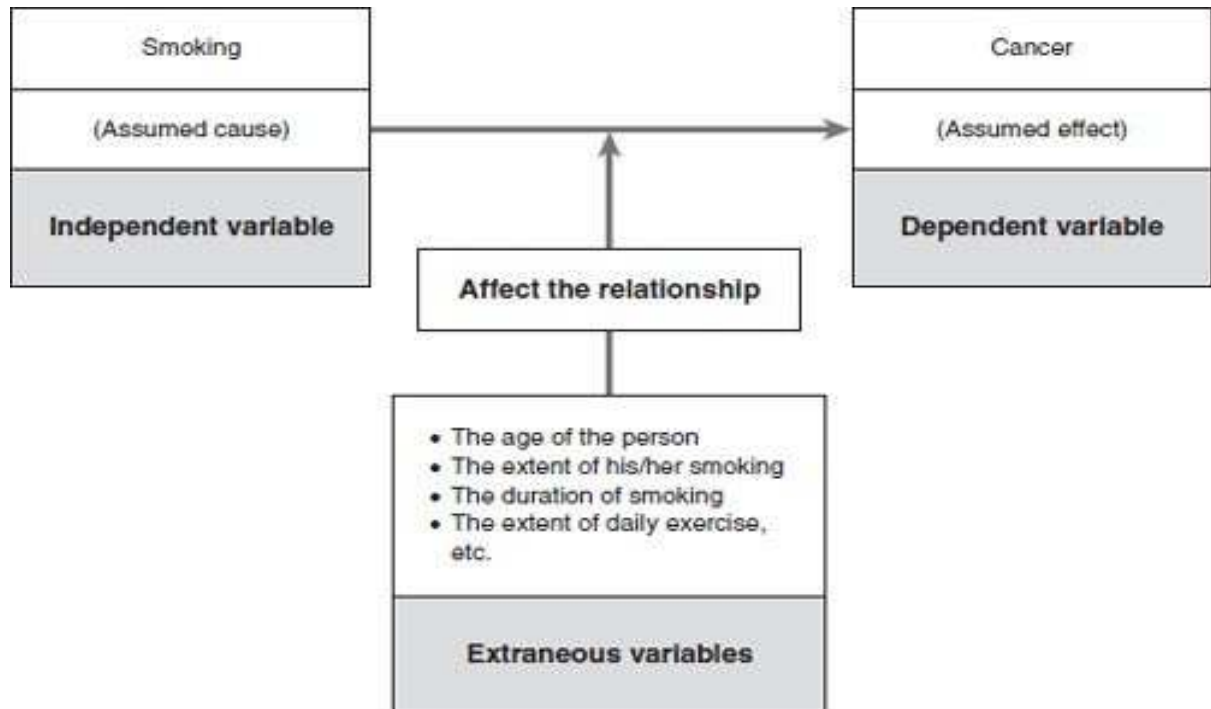 Smoking
(Assumed cause)
Independent variable
Cancer
(Assumed effect)
Dependent variable
Affect the relationship
• The age of the person
• The extent of his/her smoking
• The duration of smoking
• The extent of daily exercise,
etc.
Extraneous variables